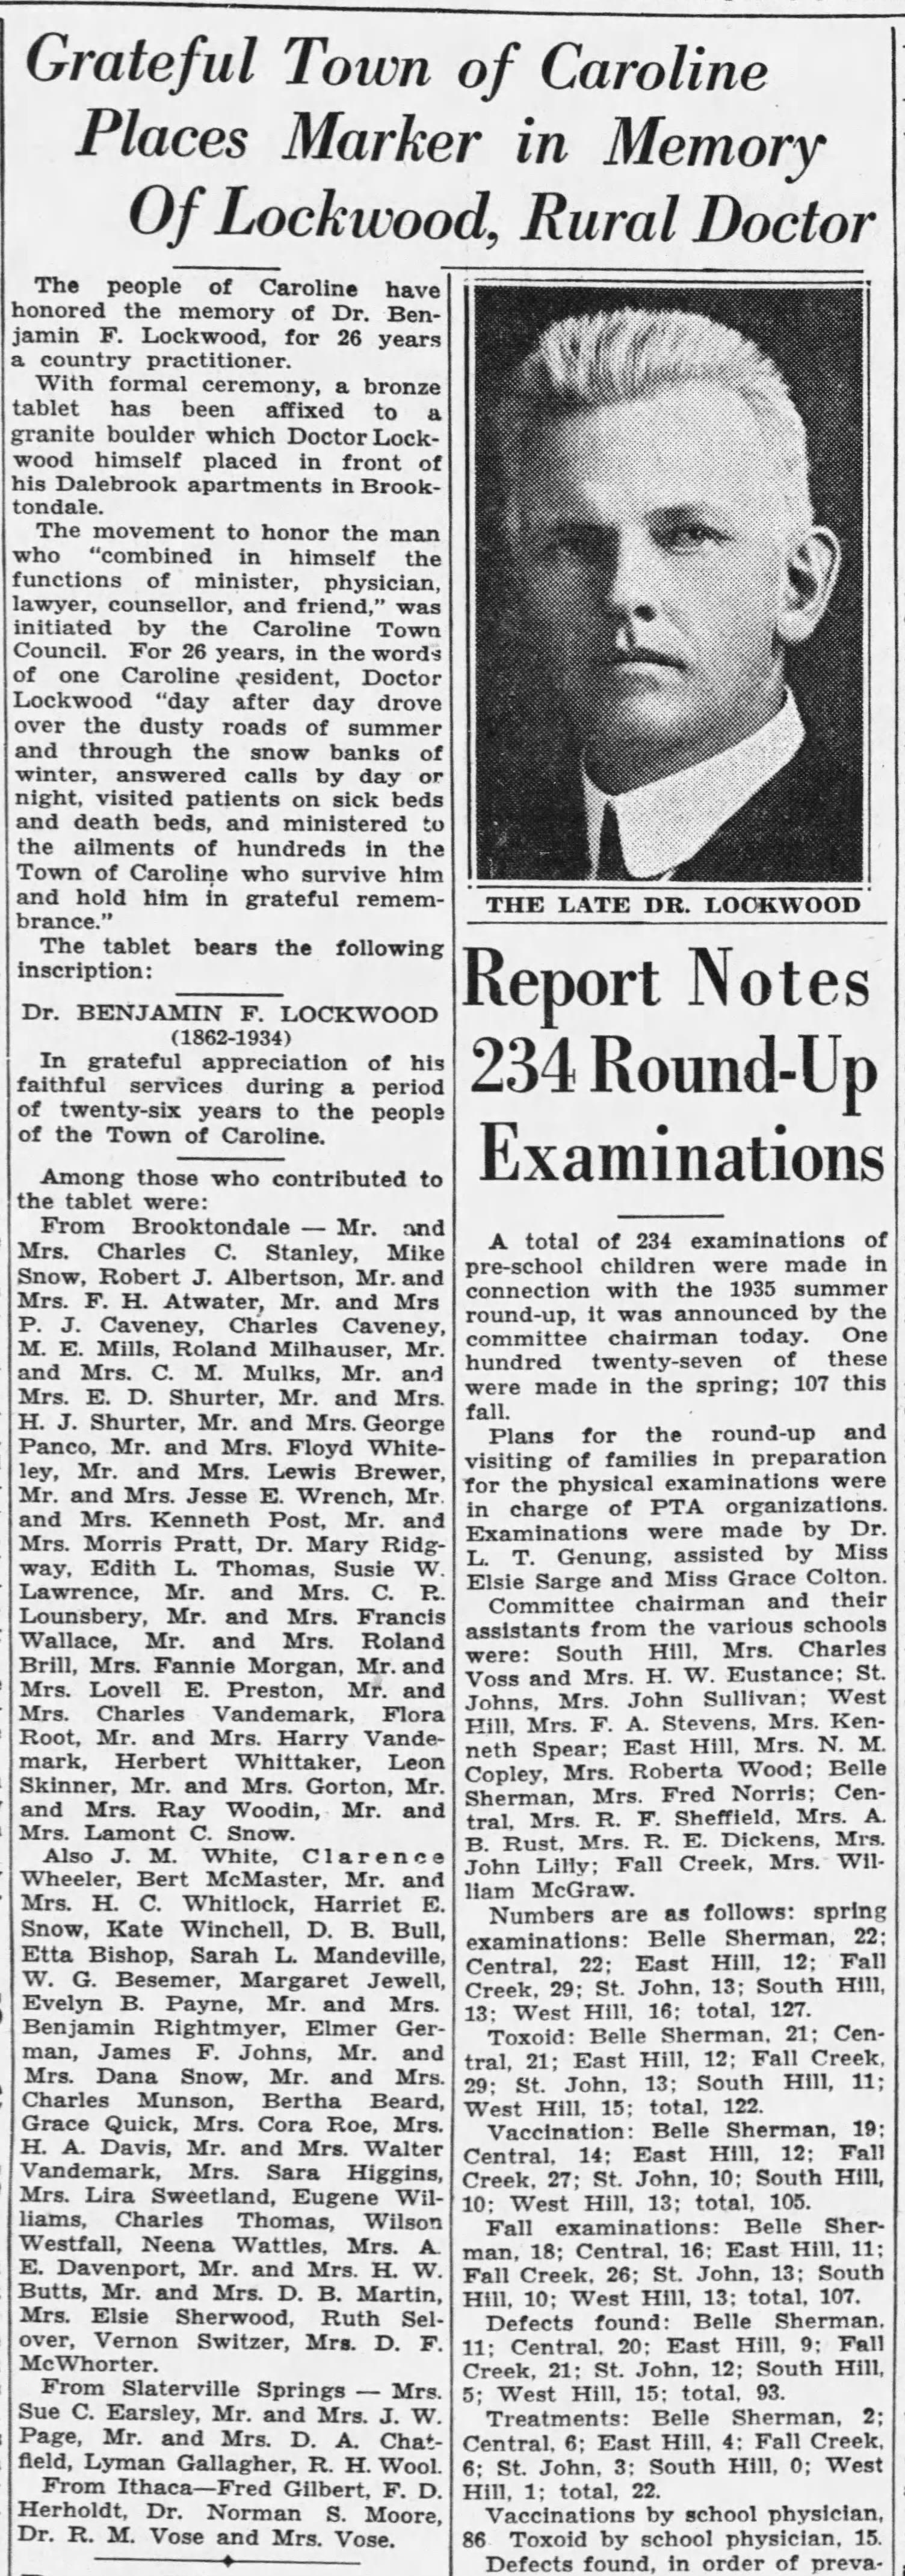 Grateful Town of Caroline
Places Marker in Memory
Of Lockwood, Rural Doctor
The people of Caroline have
honored the memory of Dr. Ben-
jamin F. Lockwood, for 26 years
a country practitioner.
With formal ceremony, a bronze
tablet has been affixed to a
granite boulder which Doctor Lock-
wood himself placed in front of
his Dalebrook apartments in Brook-
tondale.
The movement to honor the man
who "combined in himself the
functions of minister, physician,
lawyer, counsellor, and friend," was
initiated by the Caroline Town
Council. For 26 years, in the words
of one Caroline resident, Doctor
Lockwood "day after day drove
over the dusty roads of summer
and through the snow banks of
winter, answered calls by day or
night, visited patients on sick beds
and death beds, and ministered to
the ailments of hundreds in the
Town of Caroline who survive him
and hold him in grateful remem-
brance."
The tablet bears the following
inscription:
Dr. BENJAMIN F. LOCKWOOD
(1862-1934)
In grateful appreciation of his
faithful services during a period
of twenty-six years to the people
of the Town of Caroline.
Among those who contributed to
the tablet were:
From Brooktondale — Mr. and
Mrs. Charles C. Stanley, Mike
Snow, Robert J. Albertson, Mr. and
Mrs. F. H. Atwater, Mr. and Mrs
P. J. Caveney, Charles Caveney,
M. E. Mills, Roland Milhauser, Mr.
and Mrs. C. M. Mulks, Mr. and
Mrs. E. D. Shurter, Mr. and Mrs.
H. J. Shurter, Mr. and Mrs. George
Panco, Mr. and Mrs. Floyd White-
ley, Mr. and Mrs. Lewis Brewer,
Mr. and Mrs. Jesse E. Wrench, Mr.
and Mrs. Kenneth Post, Mr. and
Mrs. Morris Pratt, Dr. Mary Ridg-
way, Edith L. Thomas, Susie W.
Lawrence, Mr. and Mrs. C. R.
Lounsbery, Mr. and Mrs. Francis
Wallace, Mr. and Mrs. Roland
Brill, Mrs. Fannie Morgan, Mr. and
Mrs. Lovell E. Preston, Mr. and
Mrs. Charles Vandemark, Flora
Root, Mr. and Mrs. Harry Vande-
mark, Herbert Whittaker, Leon
Skinner, Mr. and Mrs. Gorton, Mr.
and Mrs. Ray Woodin, Mr. and
Mrs. Lamont C. Snow.
Also J. M. White, Clarence
Wheeler, Bert McMaster, Mr. and
Mrs. H. C. Whitlock, Harriet E.
Snow, Kate Winchell, D. B. Bull,
Etta Bishop, Sarah L. Mandeville,
W. G. Besemer, Margaret Jewell,
Evelyn B. Payne, Mr. and Mrs.
Benjamin Rightmyer, Elmer Ger-
man, James F. Johns, Mr. and
Mrs. Dana Snow, Mr. and Mrs.
Charles Munson, Bertha Beard,
Grace Quick, Mrs. Cora Roe, Mrs.
H. A. Davis, Mr. and Mrs. Walter
Vandemark, Mrs. Sara Higgins,
Mrs. Lira Sweetland, Eugene Wil-
liams, Charles Thomas, Wilson
Westfall, Neena Wattles, Mrs. A.
E. Davenport, Mr. and Mrs. H. W.
Butts, Mr. and Mrs. D. B. Martin,
Mrs. Elsie Sherwood, Ruth Sel-
over, Vernon Switzer, Mrs. D. F.
McWhorter.
From Slaterville Springs — Mrs.
Sue C. Earsley, Mr. and Mrs. J. W.
Page, Mr. and Mrs. D. A. Chat-
field, Lyman Gallagher, R. H. Wool.
From Ithaca—Fred Gilbert, F. D.
Herholdt, Dr. Norman S. Moore,
Dr. R. M. Vose and Mrs. Vose.
THE LATE DR. LOCKWOOD
Report Notes
234 Round-Up
Examinations
A total of 234 examinations of
pre-school children were made in
connection with the 1935 summer
round-up, it was announced by the
committee chairman today. One
hundred twenty-seven of these
were made in the spring; 107 this
fall.
Plans for the round-up and
visiting of families in preparation
for the physical examinations were
in charge of PTA organizations.
Examinations were made by Dr.
L. T. Genung, assisted by Miss
Elsie Sarge and Miss Grace Colton.
Committee chairman and their
assistants from the various schools
were: South Hill, Mrs. Charles
Voss and Mrs. H. W. Eustance; St.
Johns, Mrs. John Sullivan; West
Hill, Mrs. F. A. Stevens, Mrs. Ken-
neth Spear; East Hill, Mrs. N. M.
Copley, Mrs. Roberta Wood; Belle
Sherman, Mrs. Fred Norris; Cen-
tral, Mrs. R. F. Sheffield, Mrs. A.
B. Rust, Mrs. R. E. Dickens, Mrs.
John Lilly; Fall Creek, Mrs. Wil-
liam McGraw.
Numbers are as follows: spring
examinations: Belle Sherman, 22;
Central, 22; East Hill, 12; Fall
Creek, 29; St. John, 13; South Hill,
13; West Hill, 16; total, 127.
Toxoid: Belle Sherman, 21; Cen-
tral, 21; East Hill, 12; Fall Creek,
29; St. John, 13; South Hill, 11;
West Hill, 15; total, 122.
Vaccination: Belle Sherman, 19;
Central, 14; East Hill, 12; Fall
Creek, 27; St. John, 10; South Hill,
10; West Hill, 13; total, 105.
Fall examinations: Belle Sher-
man, 18; Central, 16; East Hill, 11;
Fall Creek, 26; St. John, 13; South
Hill, 10; West Hill, 13; total, 107.
Defects found: Belle Sherman,
11; Central, 20; East Hill, 9; Fall
Creek, 21; St. John, 12; South Hill,
5; West Hill, 15; total, 93.
Treatments: Belle Sherman, 2;
Central, 6; East Hill, 4; Fall Creek,
6; St. John, 3; South Hill, 0; West
Hill, 1; total, 22.
Vaccinations by school physician,
86 Toxoid by school physician, 15.
Defects found, in order of preva-